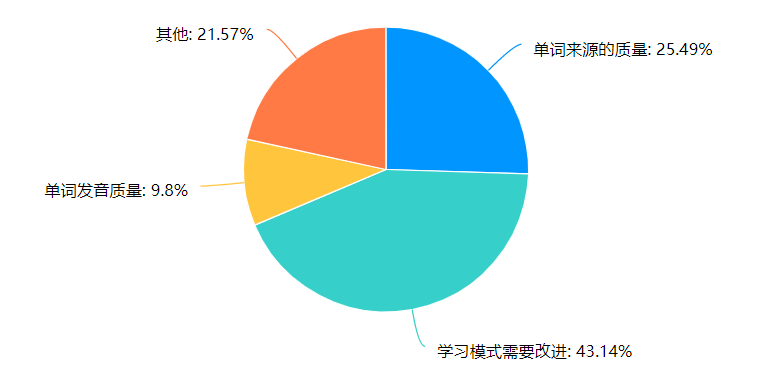 其他: 21.57%
单词来源的质量: 25.49%
单词发音质量: 9.8%
学习模式需要改进: 43.14%